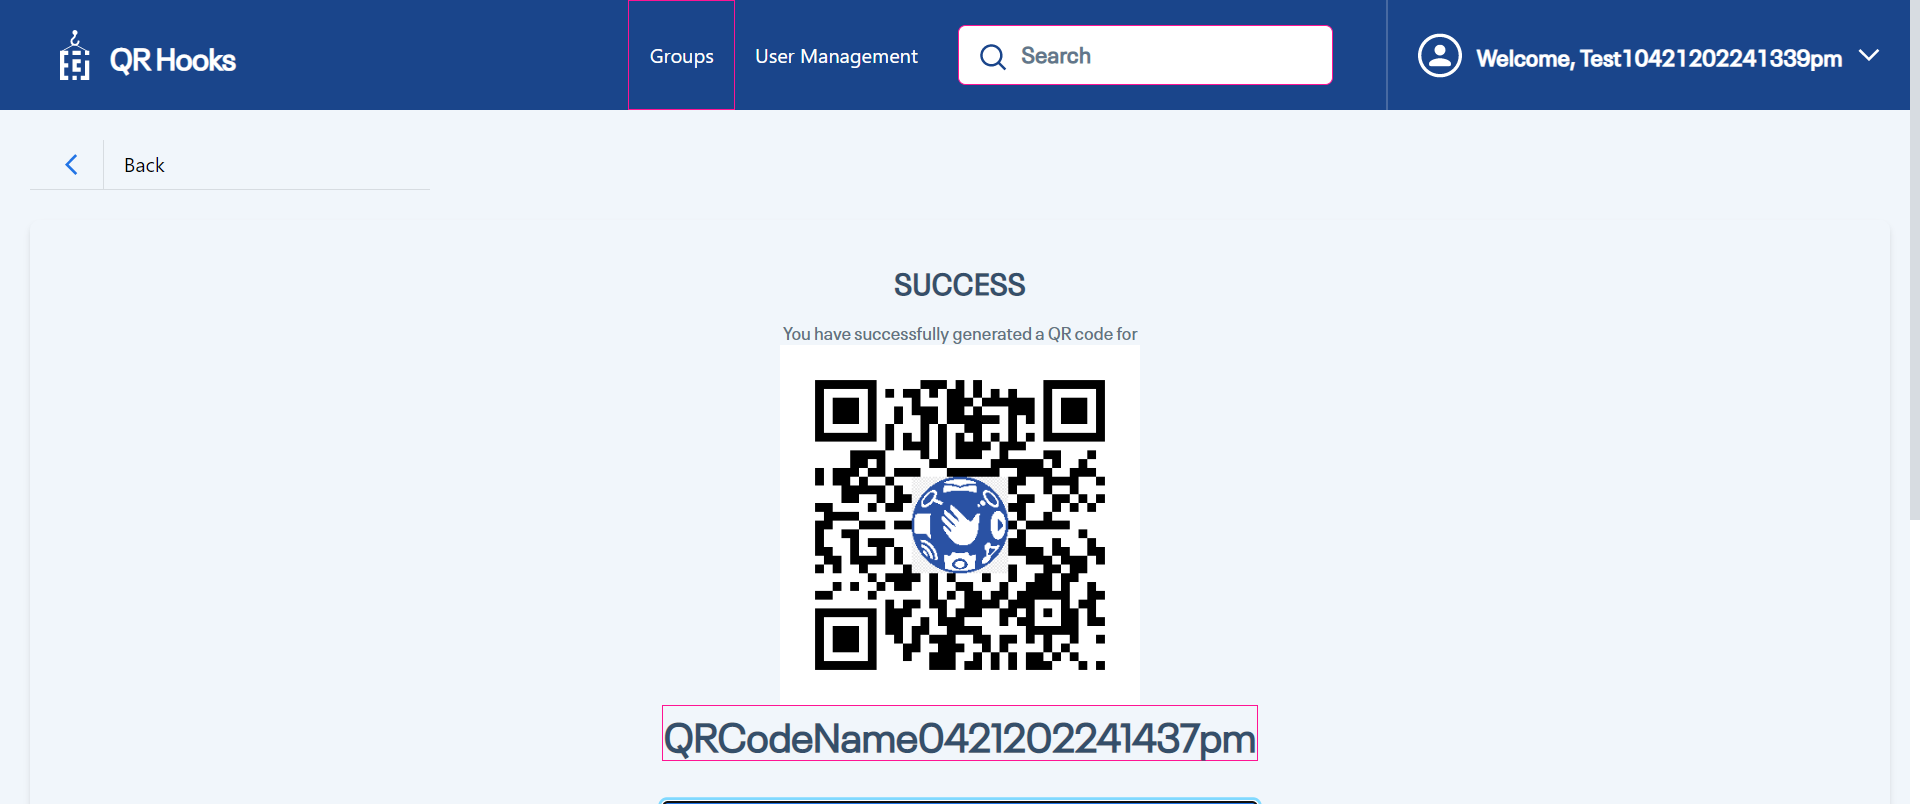 QR Hooks
Groups
User Management
Search
Welcome, Test10421202241339pm
Back
SUCCESS
You have successfully generated a QR code for
QRCodeName0421202241437pm